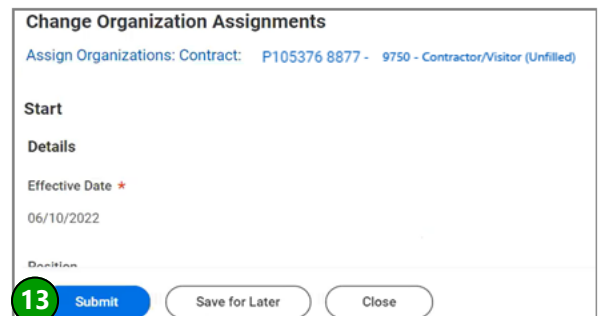 Change Organization Assignments
Assign Organizations: Contract: P105376 8877 - 9750 - Contractor/Visitor (Unfilled)
Start
Details
Effective Date *
06/10/2022
Position
13 Submit Save for Later Close